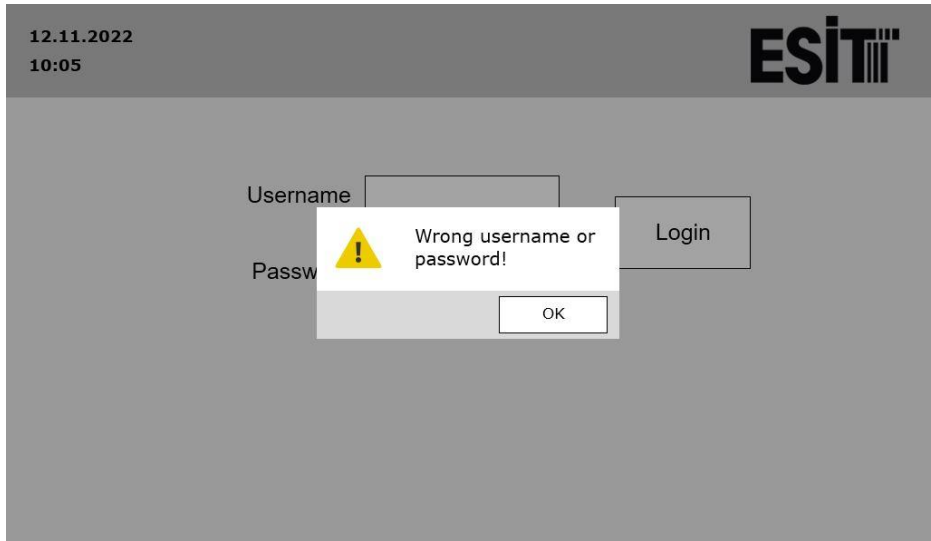 12.11.2022
10:05
ESİT
Username
Passw
Wrong username or
password!
Login
OK